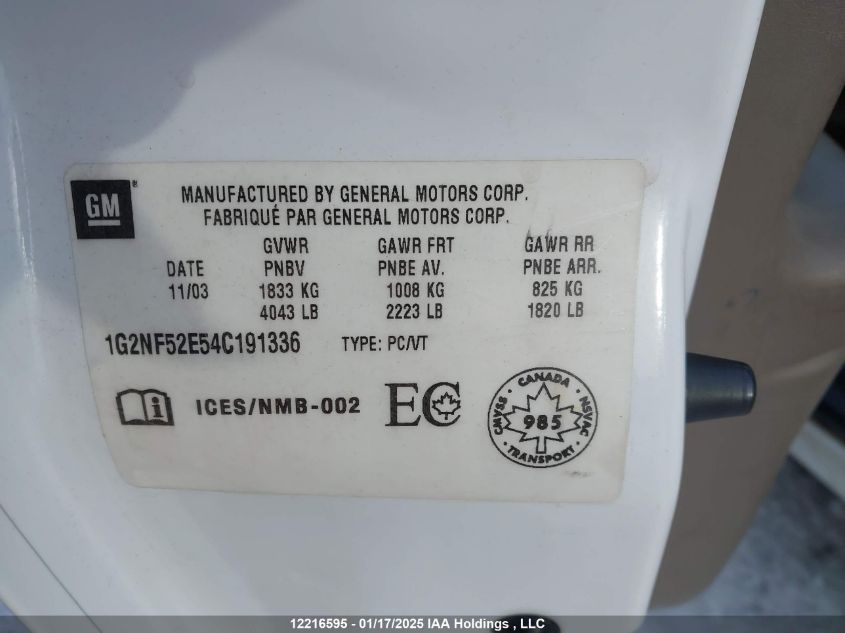 GM
MANUFACTURED BY GENERAL MOTORS CORP.
FABRIQUÉ PAR GENERAL MOTORS CORP.
GVWR GAWR FRT GAWR RR
DATE PNBV PNBE AV. PNBE ARR.
11/03 1833 KG 1008 KG 825 KG
4043 LB 2223 LB 1820 LB
1G2NF52E54C191336 TYPE: PC/VT
ICES/NMB-002 EC
CANADA
CMVSS 985 NSVAC
TRANSPORT
12216595 - 01/17/2025 IAA Holdings , LLC